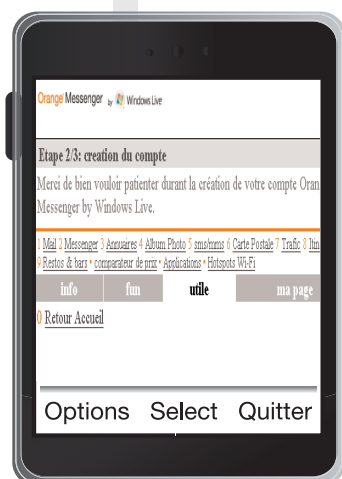 Orange Messenger by Windows Live
Etape 2/3: creation du compte
Merci de bien vouloir patienter durant la création de votre compte Oran
Messenger by Windows Live.
1 Mail 2 Messenger 3 Annuaires 4 Album Photo 5 sms/mms 6 Carte Postale 7 Trafic 8 Itin
9 Restos & bars • comparateur de prix • Applications • Hotspots Wi-Fi
info fun utile ma page
0 Retour Accueil
Options Select Quitter